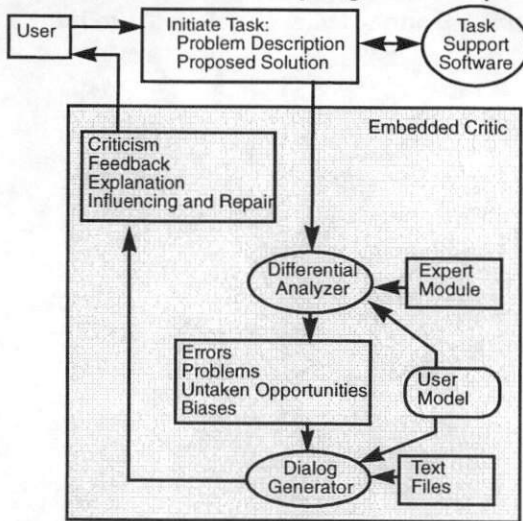 User
Initiate Task:
Problem Description
Proposed Solution
Task
Support
Software
Embedded Critic
Criticism
Feedback
Explanation
Influencing and Repair
Differential
Analyzer
Expert
Module
Errors
Problems
Untaken Opportunities
Biases
User
Model
Dialog
Generator
Text
Files